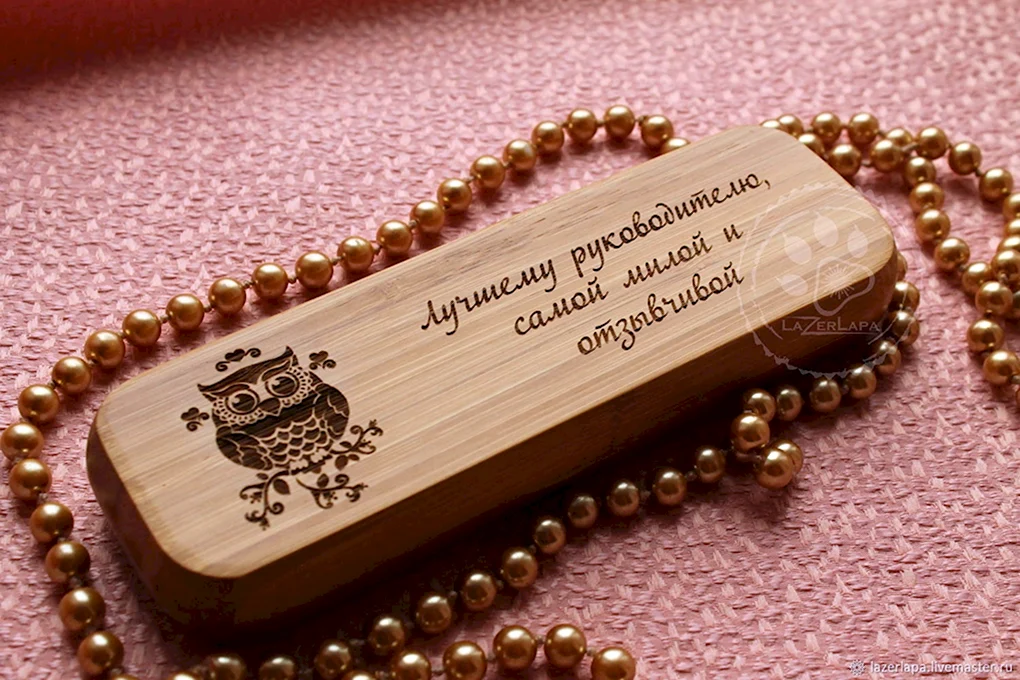 Лучшему руководителю,
самой милой и
отзывчивой
LAZERLAPA
lazerlapa.livemaster.ru